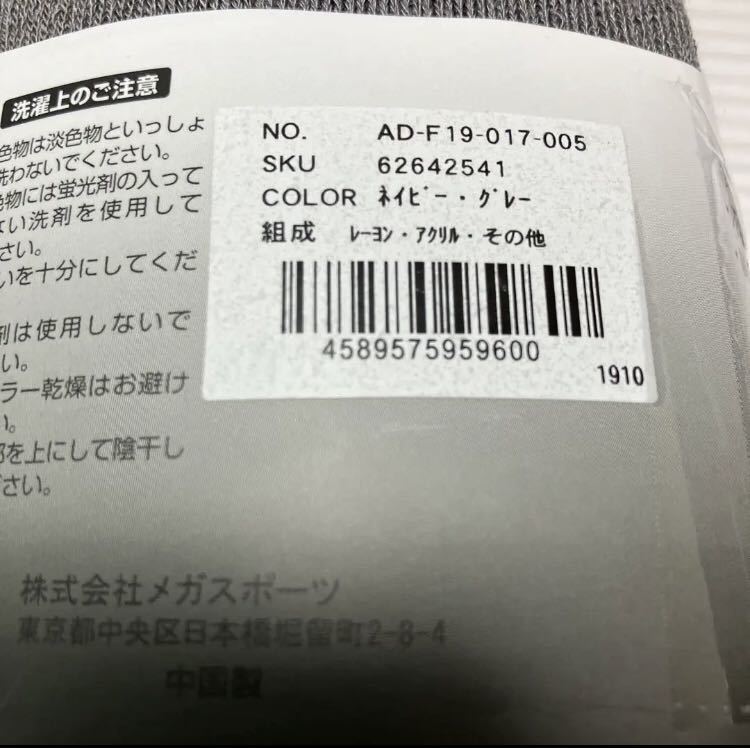 洗濯上のご注意
色物は淡色物といっしょ
洗わないでください。
色物には蛍光剤の入って
ない洗剤を使用して
さい。
いを十分にしてくだ
剤は使用しないで
い。
ラー乾燥はお避け
い。
部を上にして陰干し
ださい。
NO. AD-F19-017-005
SKU 62642541
COLOR ﾈｲﾋﾞｰ・ｸﾞﾚｰ
組成 ﾚｰﾖﾝ・ｱｸﾘﾙ・その他
4589575959600
1910
株式会社メガスポーツ
東京都中央区日本橋堀留町2-8-4
中国製